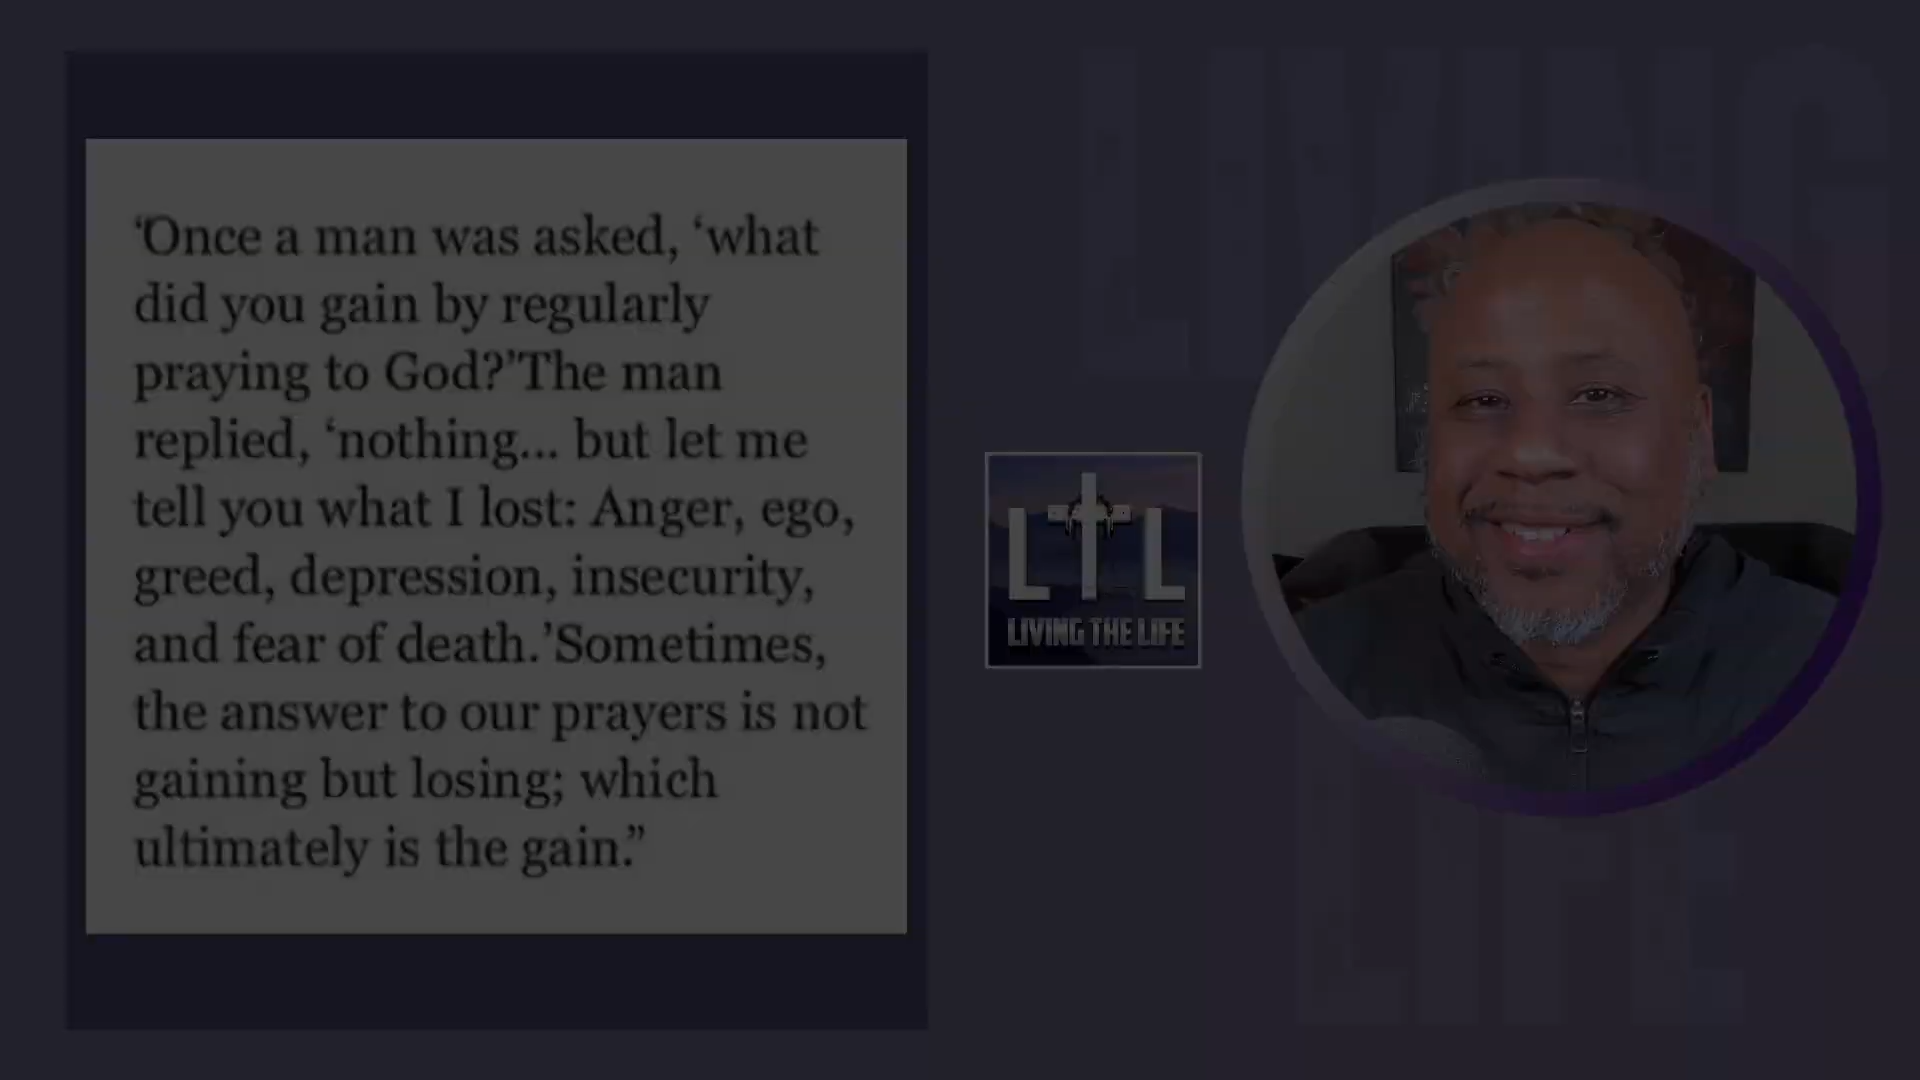 ‘Once a man was asked, ‘what
did you gain by regularly
praying to God?’The man
replied, ‘nothing... but let me
tell you what I lost: Anger, ego,
greed, depression, insecurity,
and fear of death.’Sometimes,
the answer to our prayers is not
gaining but losing; which
ultimately is the gain.”
LTL
LIVING THE LIFE
LIVING
LIFE